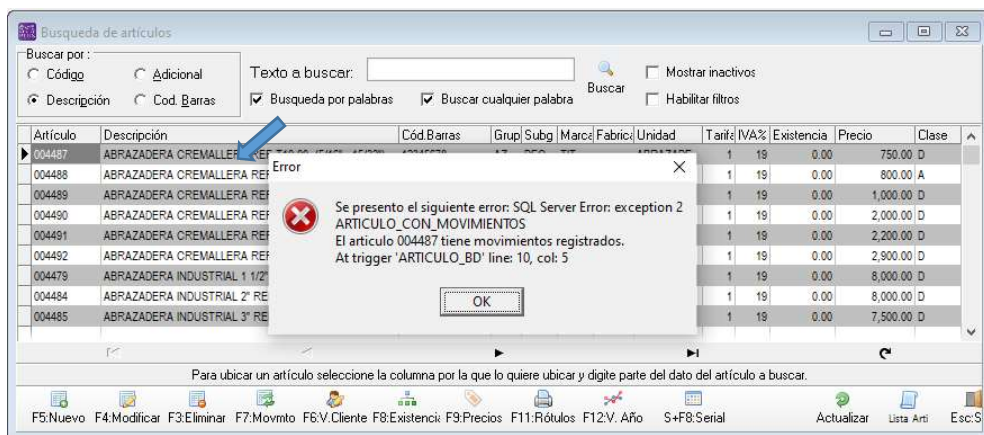 Busqueda de artículos
Buscar por :
Código
Adicional
Descripción
Cod. Barras
Texto a buscar:
Busqueda por palabras
Buscar cualquier palabra
Buscar
Mostrar inactivos
Habilitar filtros
Artículo Descripción Cód.Barras Grup Subg Marca Fabrica Unidad Tarifa IVA% Existencia Precio Clase
004487 ABRAZADERA CREMALLERA 1 19 0.00 750.00 D
004488 ABRAZADERA CREMALLERA REF 1 19 0.00 800.00 A
004489 ABRAZADERA CREMALLERA REF 1 19 0.00 1,000.00 D
004490 ABRAZADERA CREMALLERA REF 1 19 0.00 2,000.00 D
004491 ABRAZADERA CREMALLERA REF 1 19 0.00 2,200.00 D
004492 ABRAZADERA CREMALLERA REF 1 19 0.00 2,900.00 D
004479 ABRAZADERA INDUSTRIAL 1 1/2" 1 19 0.00 8,000.00 D
004484 ABRAZADERA INDUSTRIAL 2" RE 1 19 0.00 8,000.00 D
004485 ABRAZADERA INDUSTRIAL 3" RE 1 19 0.00 7,500.00 D
Error
Se presento el siguiente error: SQL Server Error: exception 2
ARTICULO_CON_MOVIMIENTOS
El articulo 004487 tiene movimientos registrados.
At trigger 'ARTICULO_BD' line: 10, col: 5
OK
Para ubicar un artículo seleccione la columna por la que lo quiere ubicar y digite parte del dato del artículo a buscar.
F5:Nuevo F4:Modificar F3:Eliminar F7:Movmto F6:V.Cliente F8:Existencia F9:Precios F11:Rótulos F12:V. Año S+F8:Serial Actualizar Lista Arti Esc:S